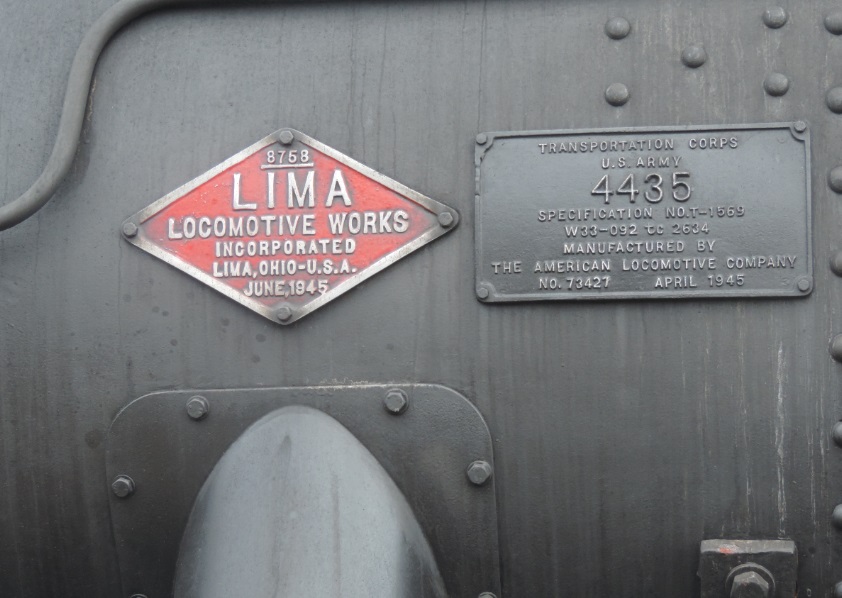 8758
LIMA
LOCOMOTIVE WORKS
INCORPORATED
LIMA, OHIO-U.S.A.
JUNE, 1945
TRANSPORTATION CORPS
U.S. ARMY
4435
SPECIFICATION NO.T-1569
W33-092 tc 2634
MANUFACTURED BY
THE AMERICAN LOCOMOTIVE COMPANY
NO. 73427 APRIL 1945